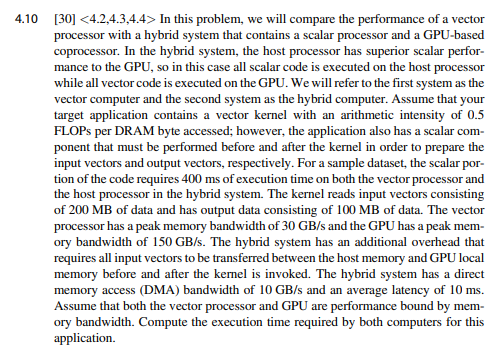 4.10 [30] <4.2,4.3,4.4> In this problem, we will compare the performance of a vector
processor with a hybrid system that contains a scalar processor and a GPU-based
coprocessor. In the hybrid system, the host processor has superior scalar perfor-
mance to the GPU, so in this case all scalar code is executed on the host processor
while all vector code is executed on the GPU. We will refer to the first system as the
vector computer and the second system as the hybrid computer. Assume that your
target application contains a vector kernel with an arithmetic intensity of 0.5
FLOPs per DRAM byte accessed; however, the application also has a scalar com-
ponent that must be performed before and after the kernel in order to prepare the
input vectors and output vectors, respectively. For a sample dataset, the scalar por-
tion of the code requires 400 ms of execution time on both the vector processor and
the host processor in the hybrid system. The kernel reads input vectors consisting
of 200 MB of data and has output data consisting of 100 MB of data. The vector
processor has a peak memory bandwidth of 30 GB/s and the GPU has a peak mem-
ory bandwidth of 150 GB/s. The hybrid system has an additional overhead that
requires all input vectors to be transferred between the host memory and GPU local
memory before and after the kernel is invoked. The hybrid system has a direct
memory access (DMA) bandwidth of 10 GB/s and an average latency of 10 ms.
Assume that both the vector processor and GPU are performance bound by mem-
ory bandwidth. Compute the execution time required by both computers for this
application.